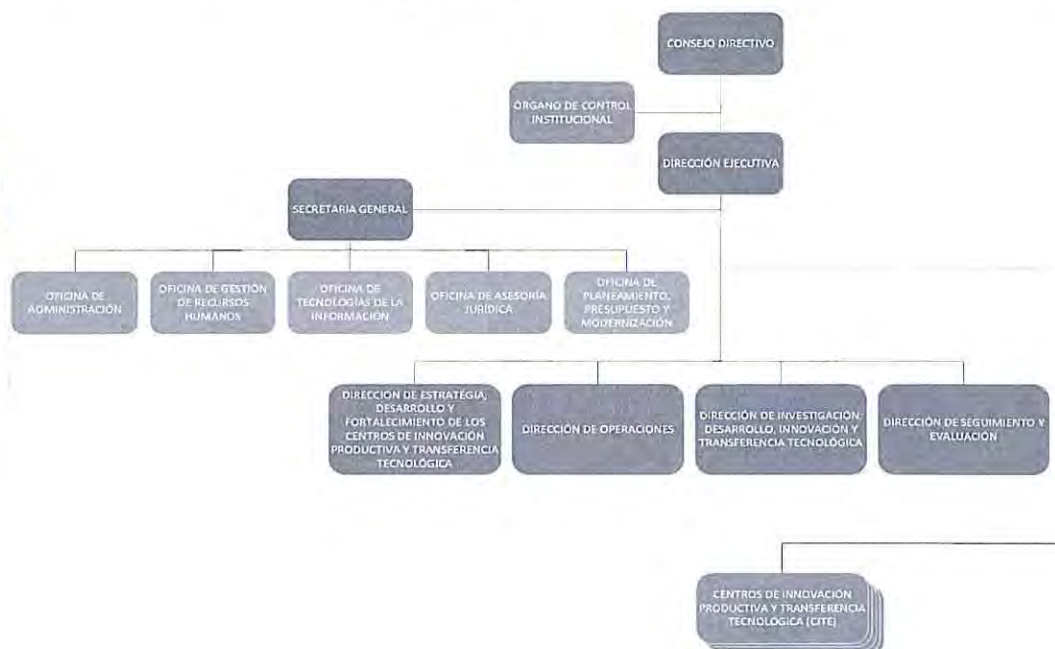 CONSEJO DIRECTIVO
ÓRGANO DE CONTROL
INSTITUCIONAL
DIRECCIÓN EJECUTIVA
SECRETARIA GENERAL
OFICINA DE
ADMINISTRACIÓN
OFICINA DE GESTIÓN
DE RECURSOS
HUMANOS
OFICINA DE
TECNOLOGÍAS DE LA
INFORMACIÓN
OFICINA DE ASESORÍA
JURÍDICA
OFICINA DE
PLANEAMIENTO,
PRESUPUESTO Y
MODERNIZACIÓN
DIRECCIÓN DE ESTRATEGIA,
DESARROLLO Y
FORTALECIMIENTO DE LOS
CENTROS DE INNOVACIÓN
PRODUCTIVA Y TRANSFERENCIA
TECNOLÓGICA
DIRECCIÓN DE OPERACIONES
DIRECCIÓN DE INVESTIGACIÓN,
DESARROLLO, INNOVACIÓN Y
TRANSFERENCIA TECNOLÓGICA
DIRECCIÓN DE SEGUIMIENTO Y
EVALUACIÓN
CENTROS DE INNOVACIÓN
PRODUCTIVA Y TRANSFERENCIA
TECNOLÓGICA (CITE)